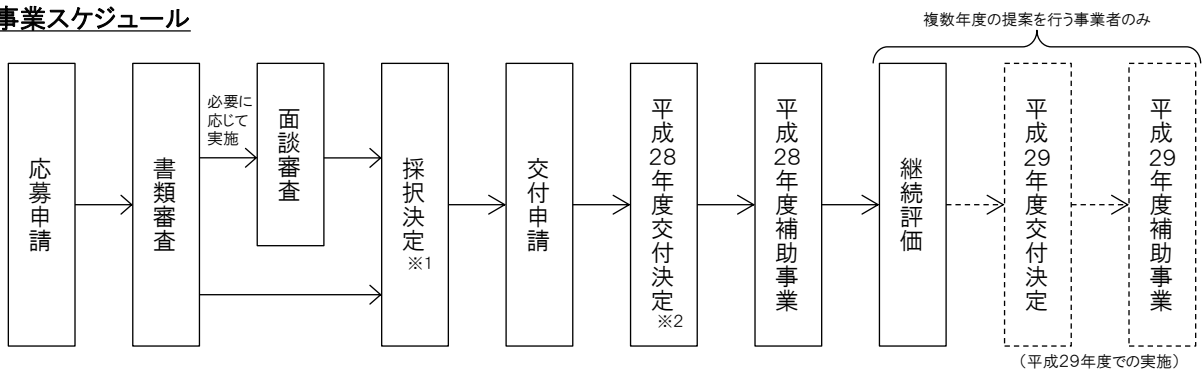 事業スケジュール
複数年度の提案を行う事業者のみ
応募申請
書類審査
必要に
応じて
実施
面談審査
採択決定
※1
交付申請
平成28年度交付決定
※2
平成28年度補助事業
継続評価
平成29年度交付決定
平成29年度補助事業
（平成29年度での実施）